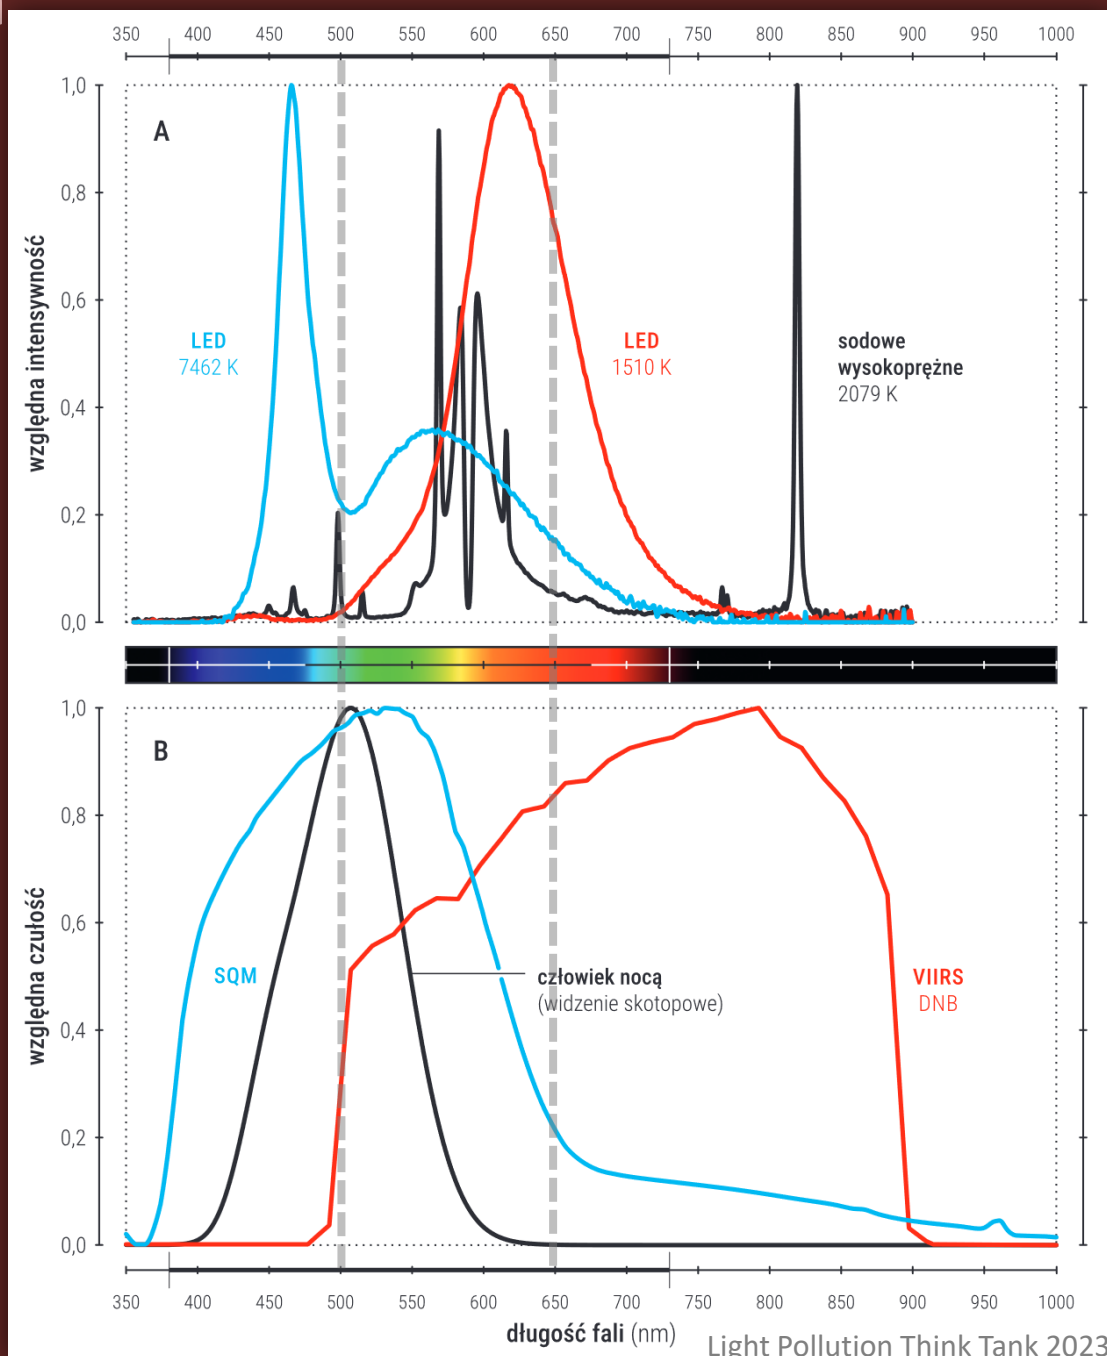 350 400 450 500 550 600 650 700 750 800 850 900 950 1000
A
1,0
0,8
0,6
0,4
0,2
0,0
względna intensywność
LED
7462 K
LED
1510 K
sodowe
wysokoprężne
2079 K
B
1,0
0,8
0,6
0,4
0,2
0,0
względna czułość
SQM
człowiek nocą
(widzenie skotopowe)
VIIRS
DNB
350 400 450 500 550 600 650 700 750 800 850 900 950 1000
długość fali (nm)
Light Pollution Think Tank 2023